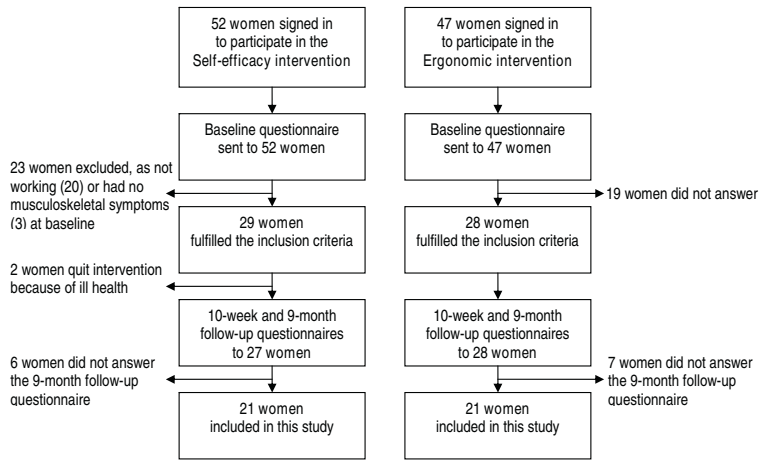 52 women signed in
to participate in the
Self-efficacy intervention
47 women signed in
to participate in the
Ergonomic intervention
Baseline questionnaire
sent to 52 women
Baseline questionnaire
sent to 47 women
23 women excluded, as not
working (20) or had no
musculoskeletal symptoms
(3) at baseline
19 women did not answer
29 women
fulfilled the inclusion criteria
28 women
fulfilled the inclusion criteria
2 women quit intervention
because of ill health
10-week and 9-month
follow-up questionnaires
to 27 women
10-week and 9-month
follow-up questionnaires
to 28 women
6 women did not answer
the 9-month follow-up
questionnaire
7 women did not answer
the 9-month follow-up
questionnaire
21 women
included in this study
21 women
included in this study